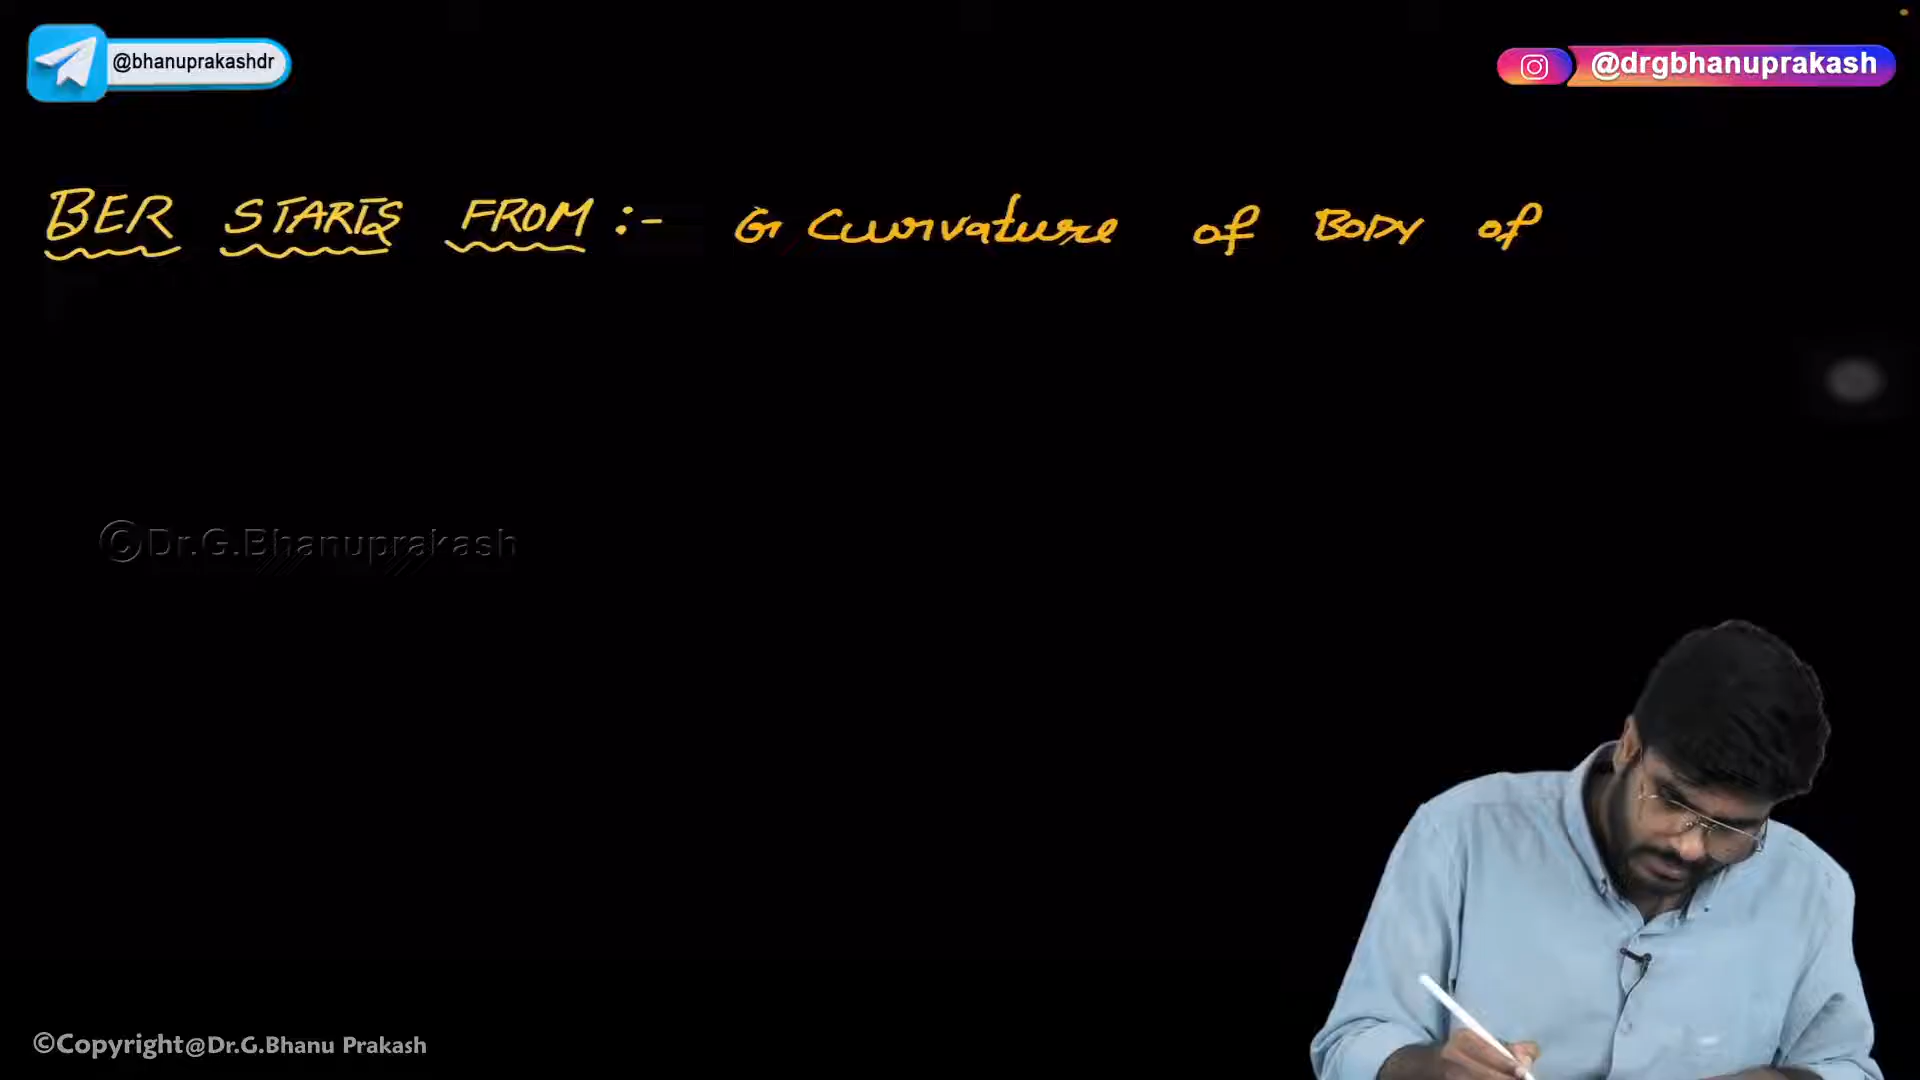 @bhanuprakashdr
@drgbhanuprakash
BER STARTS FROM :- G Curvature of BODY of
©Dr.G.Bhanuprakash
©Copyright@Dr.G.Bhanu Prakash